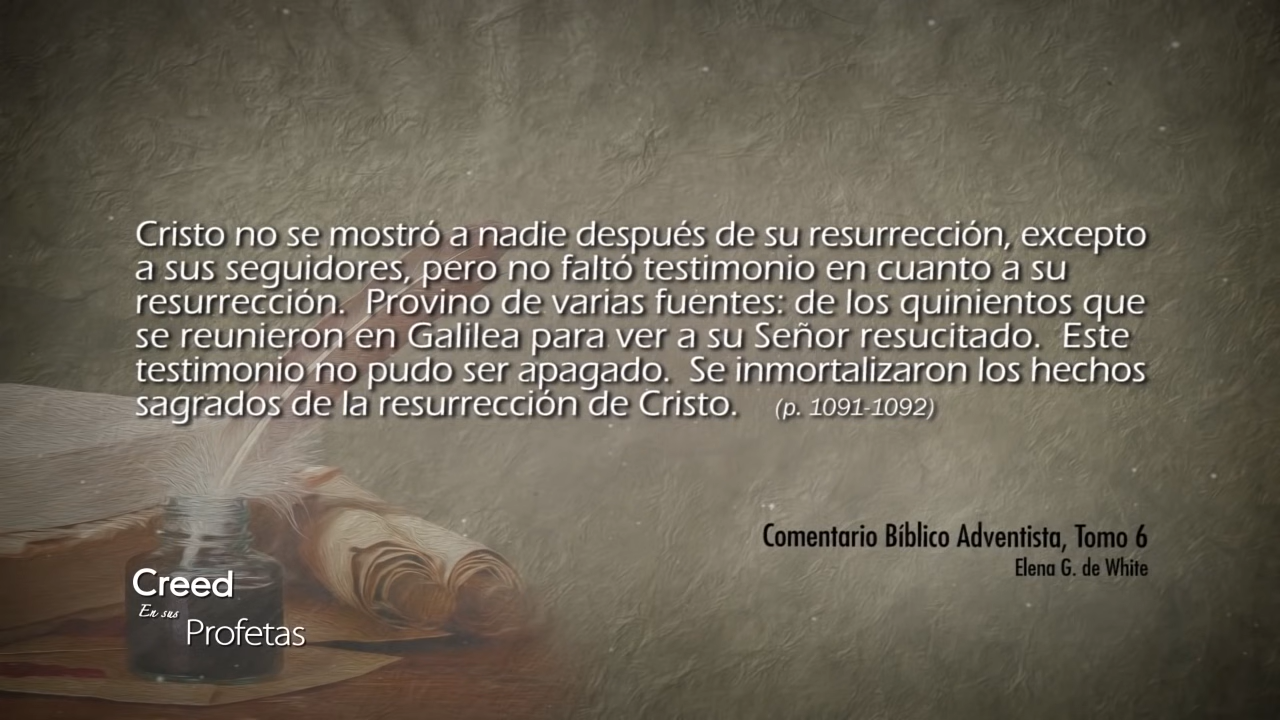 Cristo no se mostró a nadie después de su resurrección, excepto
a sus seguidores, pero no faltó testimonio en cuanto a su
resurrección.  Provino de varias fuentes: de los quinientos que
se reunieron en Galilea para ver a su Señor resucitado.  Este
testimonio no pudo ser apagado.  Se inmortalizaron los hechos
sagrados de la resurrección de Cristo.  (p. 1091-1092)
Comentario Bíblico Adventista, Tomo 6
Elena G. de White
Creed
En sus
Profetas